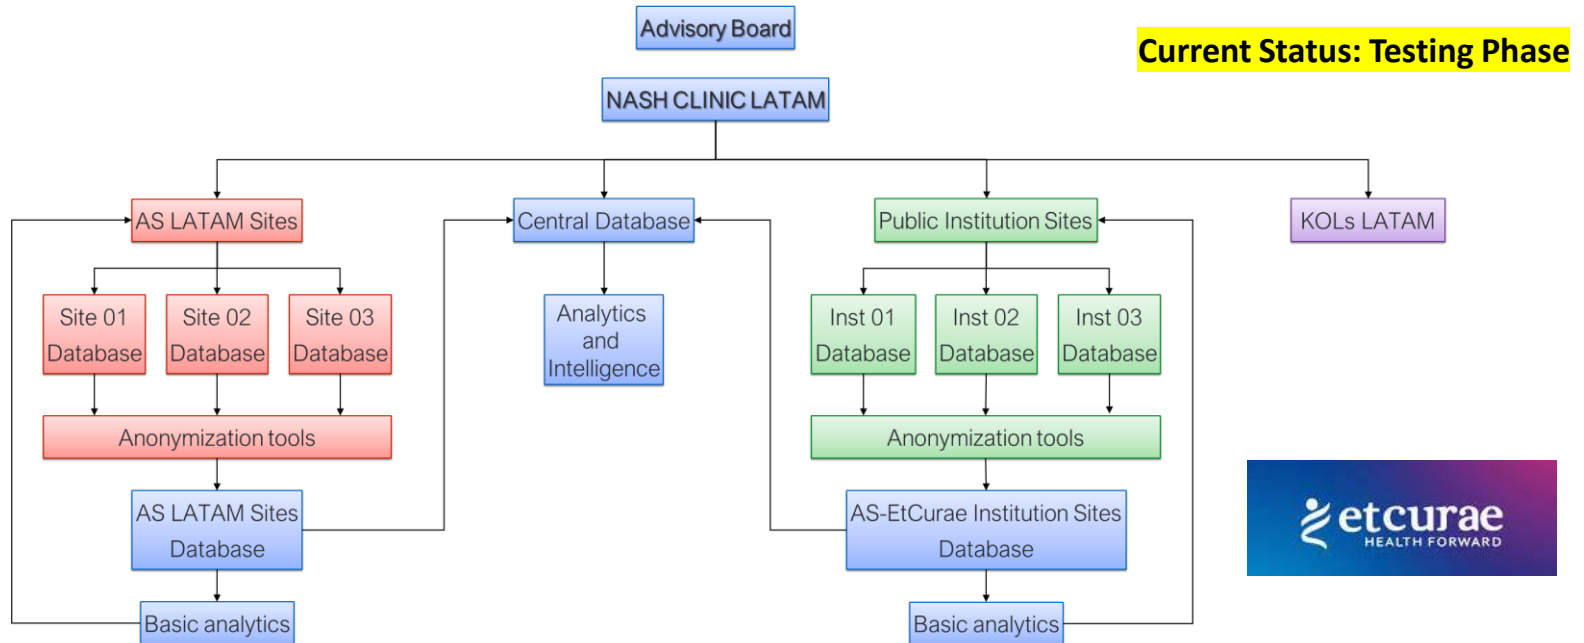 Advisory Board
Current Status: Testing Phase
NASH CLINIC LATAM
AS LATAM Sites
Central Database
Public Institution Sites
KOLs LATAM
Site 01
Database
Site 02
Database
Site 03
Database
Analytics
and
Intelligence
Inst 01
Database
Inst 02
Database
Inst 03
Database
Anonymization tools
Anonymization tools
AS LATAM Sites
Database
AS-EtCurae Institution Sites
Database
etcurae
HEALTH FORWARD
Basic analytics
Basic analytics